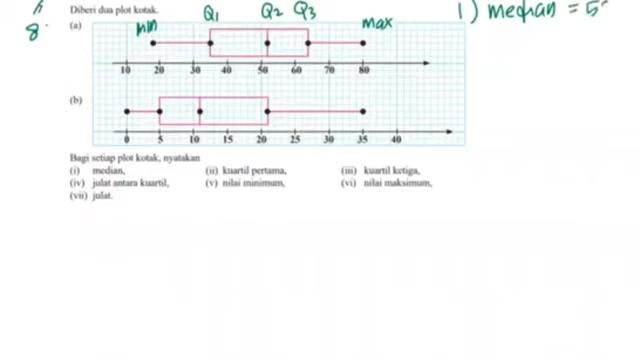 8.
Diberi dua plot kotak.
1) median =
(a)
min Q1 Q2 Q3 max
10 20 30 40 50 60 70 80
(b)
0 5 10 15 20 25 30 35 40
Bagi setiap plot kotak, nyatakan
(i) median, (ii) kuartil pertama, (iii) kuartil ketiga,
(iv) julat antara kuartil, (v) nilai minimum, (vi) nilai maksimum,
(vii) julat.